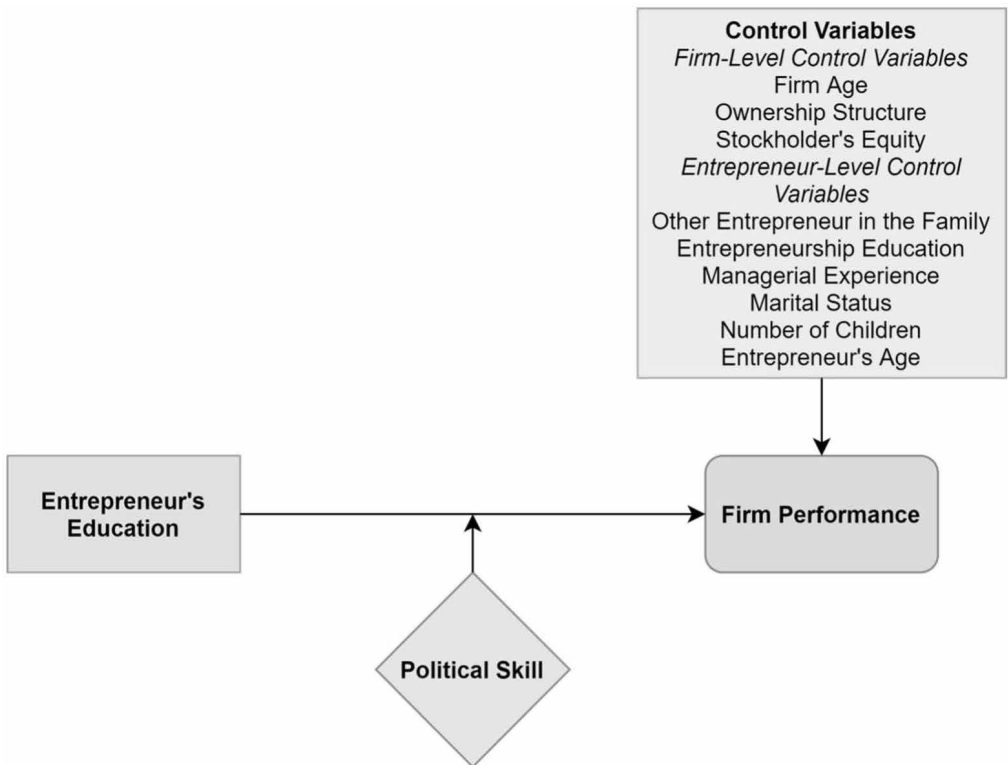 Control Variables
Firm-Level Control Variables
Firm Age
Ownership Structure
Stockholder's Equity
Entrepreneur-Level Control
Variables
Other Entrepreneur in the Family
Entrepreneurship Education
Managerial Experience
Marital Status
Number of Children
Entrepreneur's Age
Entrepreneur's
Education
Firm Performance
Political Skill